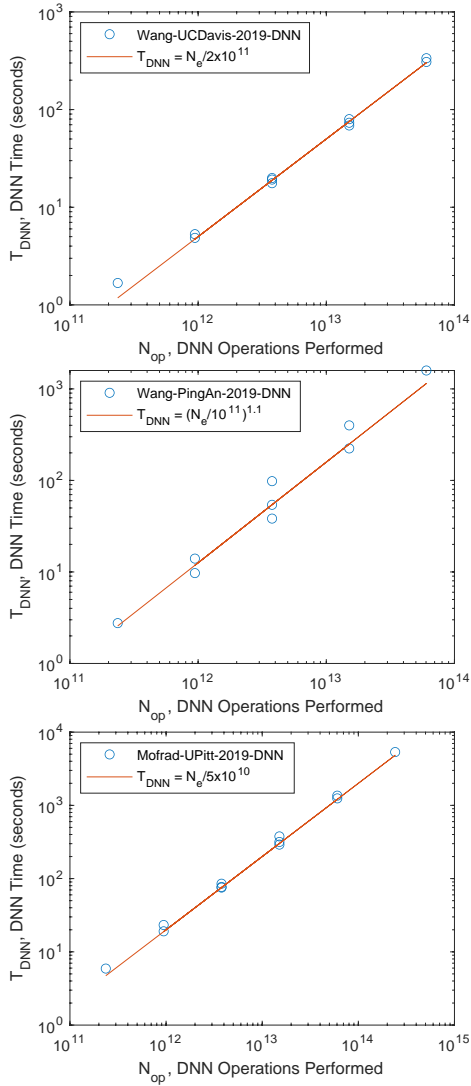 10^3
Wang-UCDavis-2019-DNN
T_DNN = N_e/2x10^11
10^2
10^1
10^0
T_DNN, DNN Time (seconds)
10^11 10^12 10^13 10^14
N_op, DNN Operations Performed
10^3
Wang-PingAn-2019-DNN
T_DNN = (N_e/10^11)^1.1
10^2
10^1
10^0
T_DNN, DNN Time (seconds)
10^11 10^12 10^13 10^14
N_op, DNN Operations Performed
10^4
Mofrad-UPitt-2019-DNN
T_DNN = N_e/5x10^10
10^3
10^2
10^1
10^0
T_DNN, DNN Time (seconds)
10^11 10^12 10^13 10^14 10^15
N_op, DNN Operations Performed